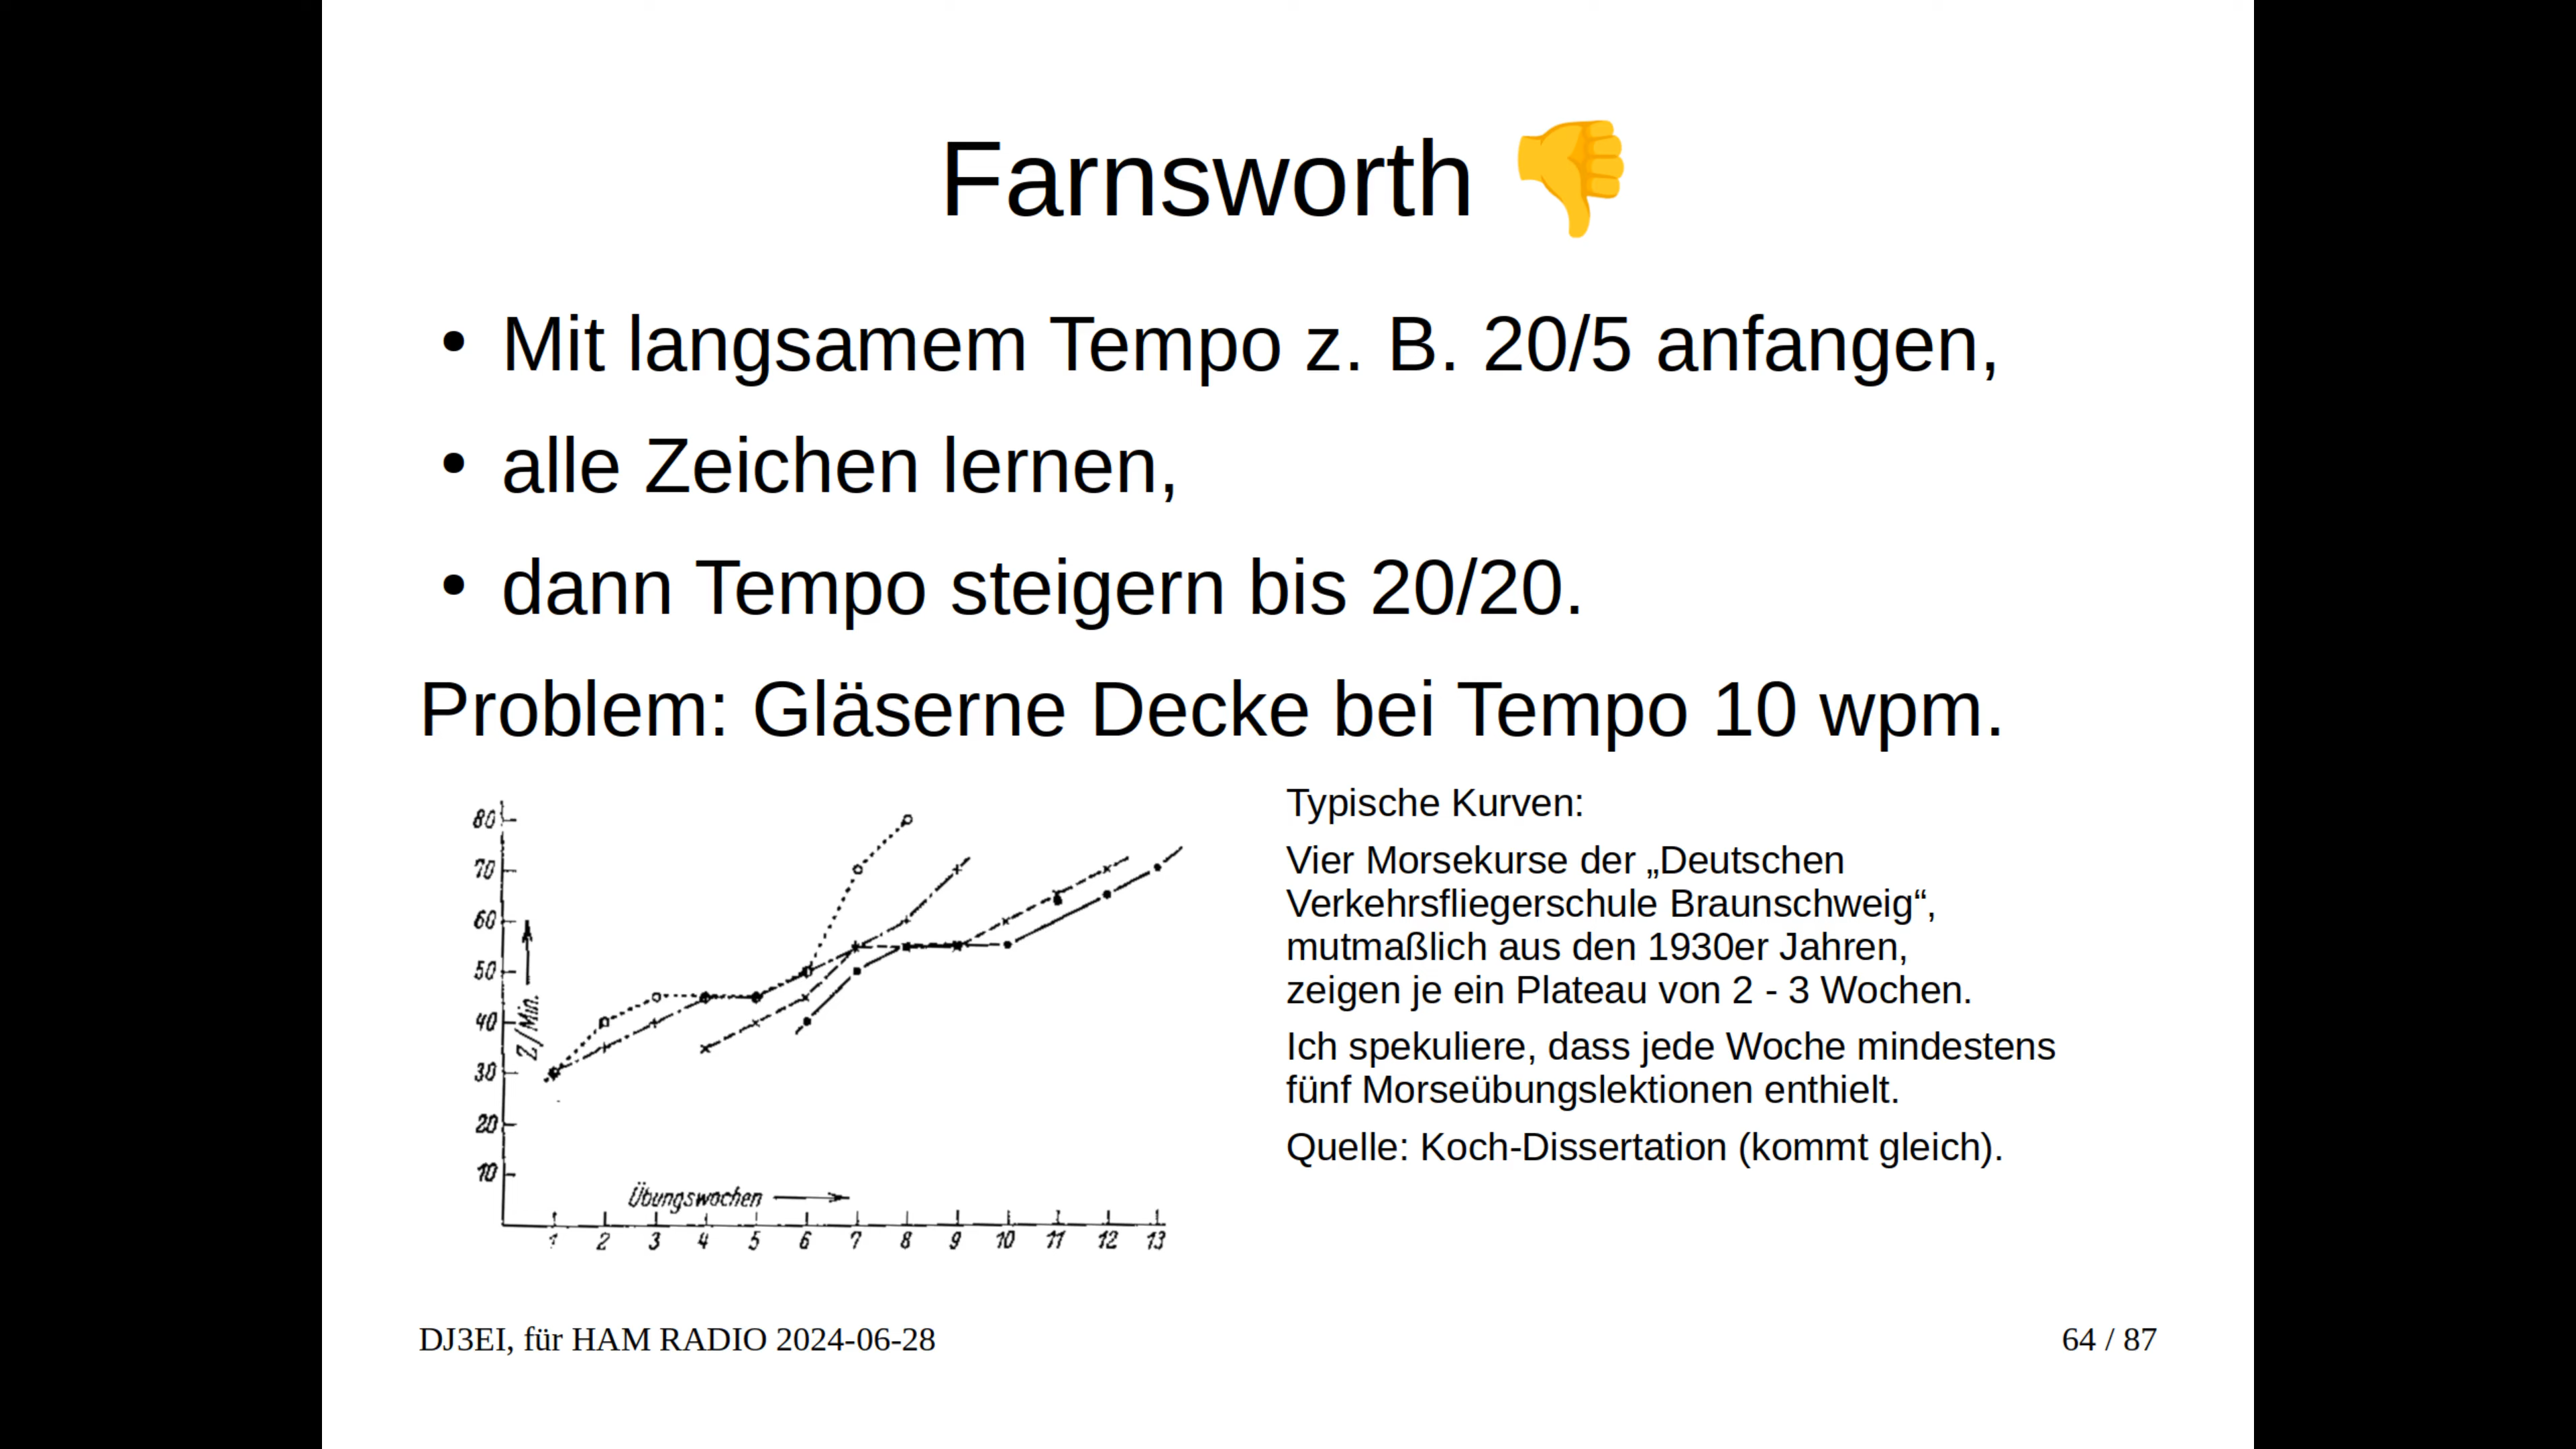 Farnsworth
• Mit langsamem Tempo z. B. 20/5 anfangen,
• alle Zeichen lernen,
• dann Tempo steigern bis 20/20.
Problem: Gläserne Decke bei Tempo 10 wpm.
80
70
60
50
40
30
20
10
Z/Min.
Übungswochen
1 2 3 4 5 6 7 8 9 10 11 12 13
Typische Kurven:
Vier Morsekurse der „Deutschen
Verkehrsfliegerschule Braunschweig“,
mutmaßlich aus den 1930er Jahren,
zeigen je ein Plateau von 2 - 3 Wochen.
Ich spekuliere, dass jede Woche mindestens
fünf Morseübungslektionen enthielt.
Quelle: Koch-Dissertation (kommt gleich).
DJ3EI, für HAM RADIO 2024-06-28
64 / 87